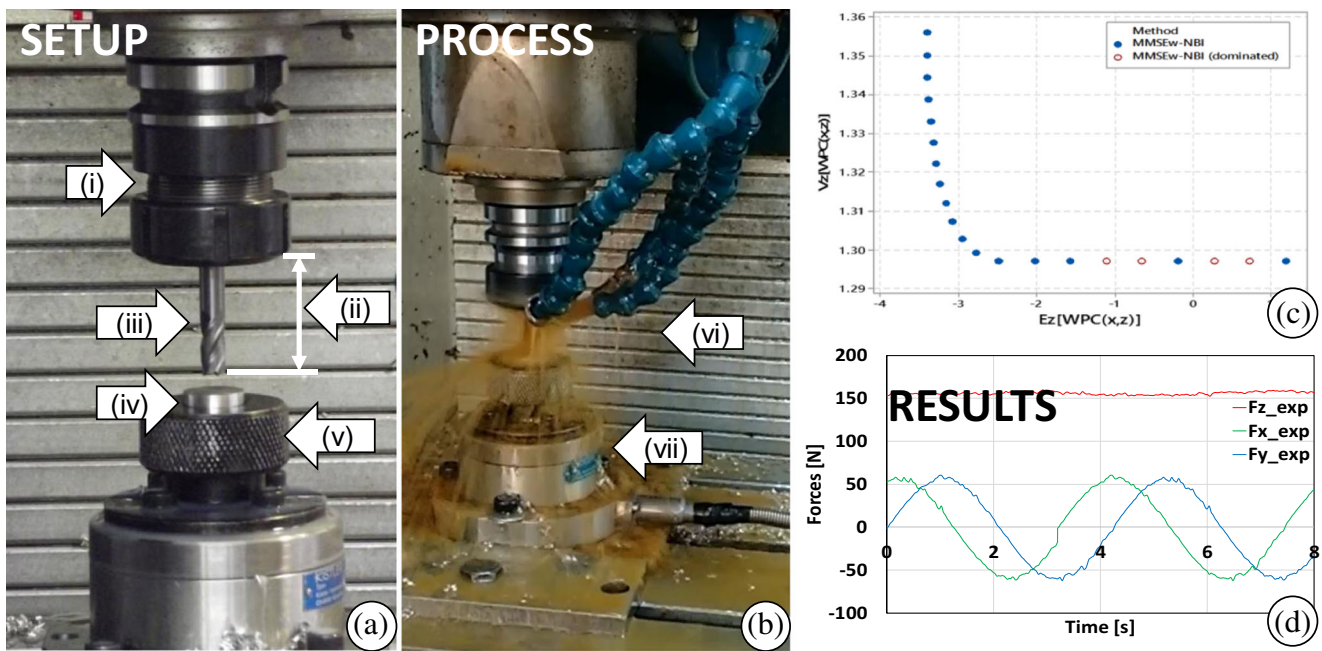 SETUP
(i)
(ii)
(iii)
(iv)
(v)
(a)
PROCESS
(vi)
(vii)
(b)
1.36
1.35
1.34
1.33
1.32
1.31
1.30
1.29
Vz[WPC(x,z)]
Method
MMSEw-NBI
MMSEw-NBI (dominated)
-4
-3
-2
-1
0
Ez[WPC(x,z)]
(c)
RESULTS
200
150
100
50
0
-50
-100
Forces [N]
Fz_exp
Fx_exp
Fy_exp
0
2
4
6
8
Time [s]
(d)